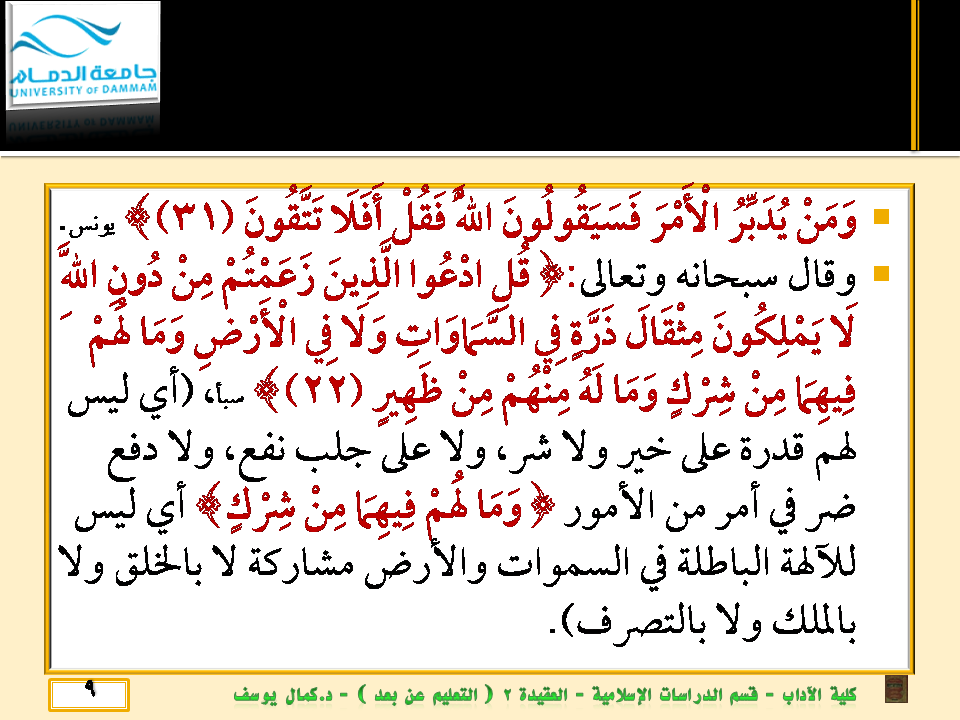 جامعة الدمام
UNIVERSITY OF DAMMAM
وَمَنْ يُدَبِّرُ الْأَمْرَ فَسَيَقُولُونَ اللَّهُ فَقُلْ أَفَلَا تَتَّقُونَ (٣١)﴾ يونس.
وقال سبحانه وتعالى:﴿ قُلِ ادْعُوا الَّذِينَ زَعَمْتُمْ مِنْ دُونِ اللَّهِ
لَا يَمْلِكُونَ مِثْقَالَ ذَرَّةٍ فِي السَّمَاوَاتِ وَلَا فِي الْأَرْضِ وَمَا لَهُمْ
فِيهِمَا مِنْ شِرْكٍ وَمَا لَهُ مِنْهُمْ مِنْ ظَهِيرٍ (٢٢)﴾ سبأ، (أي ليس
لهم قدرة على خير ولا شر، ولا على جلب نفع، ولا دفع
ضر في أمر من الأمور ﴿ وَمَا لَهُمْ فِيهِمَا مِنْ شِرْكٍ﴾ أي ليس
للآلهة الباطلة في السموات والأرض مشاركة لا بالخلق ولا
بالملك ولا بالتصرف).
كلية الآداب - قسم الدراسات الإسلامية - العقيدة ٢ ( التعليم عن بعد ) - د.كمال يوسف
٩